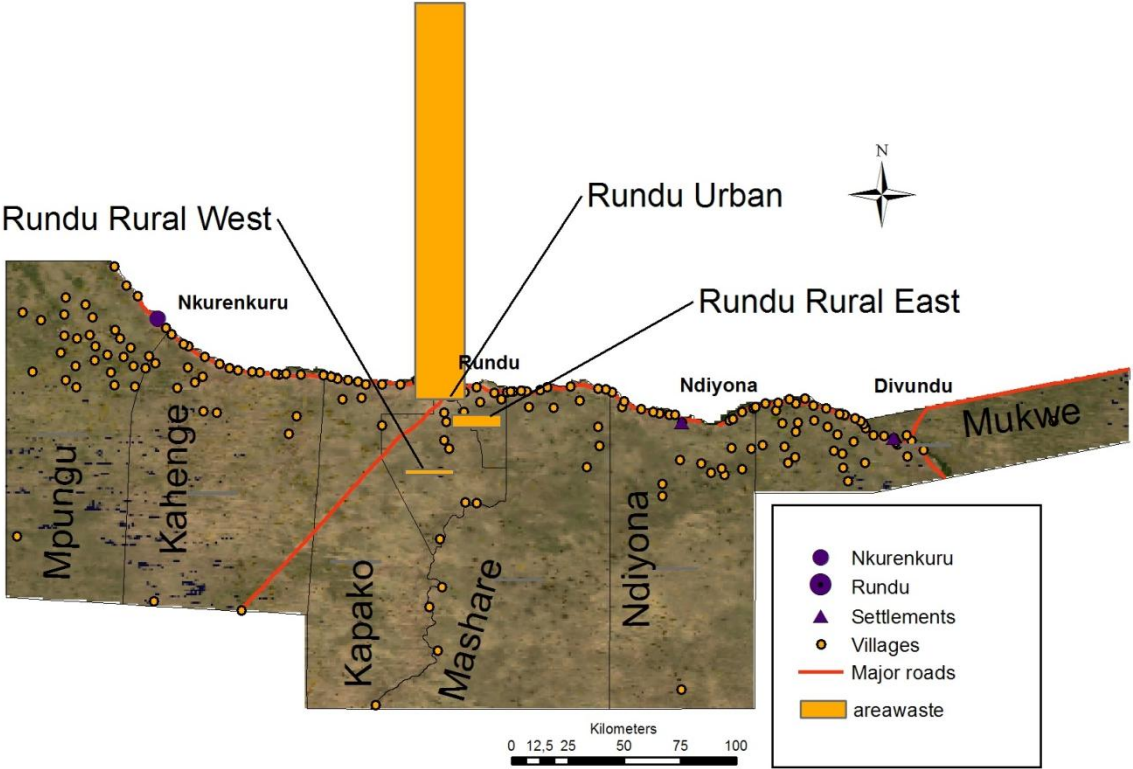 N
Rundu Urban
Rundu Rural West
Rundu Rural East
Nkurenkuru
Rundu
Ndiyona
Divundu
Mukwe
Mpungu
Kahenge
Kapako
Mashare
Ndiyona
Nkurenkuru
Rundu
Settlements
Villages
Major roads
areawaste
Kilometers
0 12,5 25 50 75 100